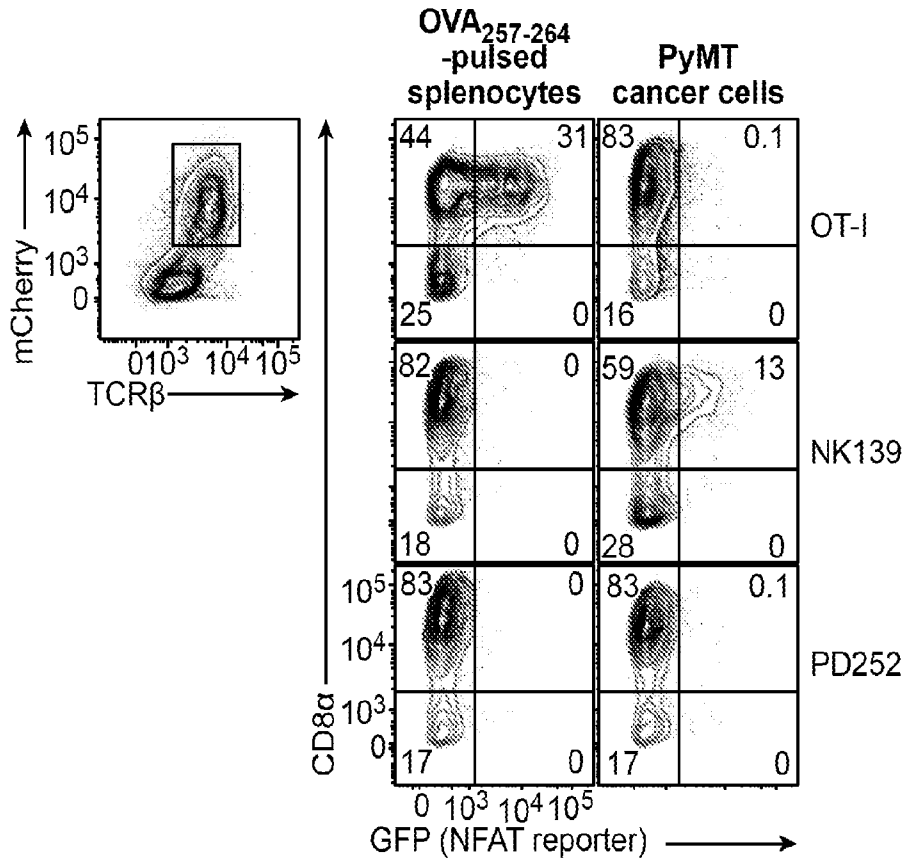 OVA257-264
-pulsed
splenocytes
PyMT
cancer cells
mCherry
10^5
10^4
10^3
0
0 10^3 10^4 10^5
TCRβ
44 31
25 0
83 0.1
16 0
OT-I
82 0
18 0
59 13
28 0
NK139
83 0
17 0
83 0.1
17 0
PD252
CD8α
10^5
10^4
10^3
0
0 10^3 10^4 10^5
GFP (NFAT reporter)